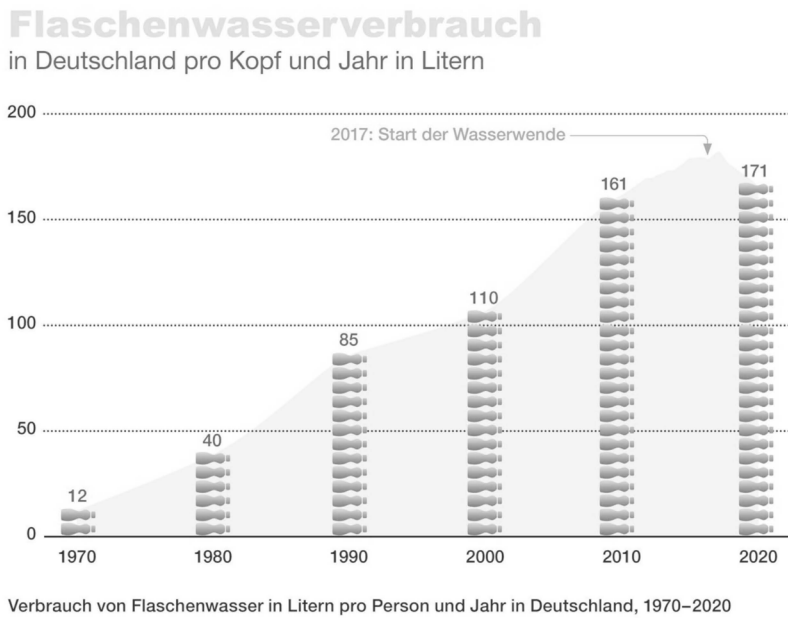 Flaschenwasserverbrauch
in Deutschland pro Kopf und Jahr in Litern
200
2017: Start der Wasserwende
171
161
150
110
100
85
50
40
12
0
1970 1980 1990 2000 2010 2020
Verbrauch von Flaschenwasser in Litern pro Person und Jahr in Deutschland, 1970–2020